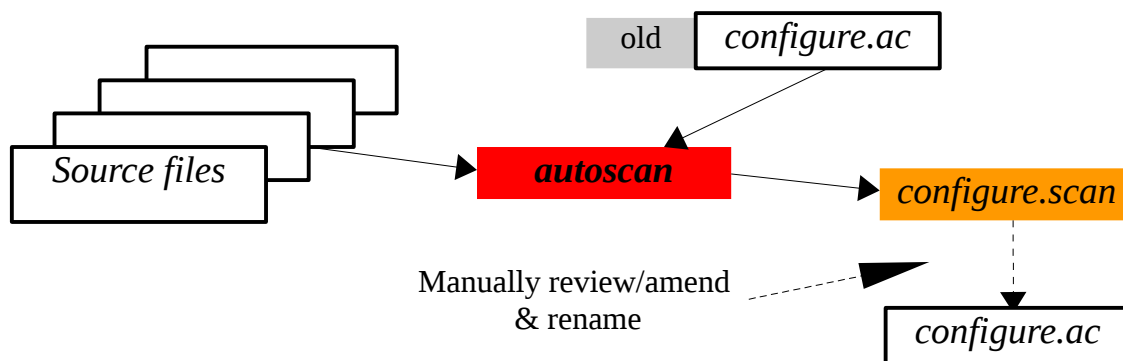 old
configure.ac
Source files
autoscan
configure.scan
Manually review/amend
& rename
configure.ac